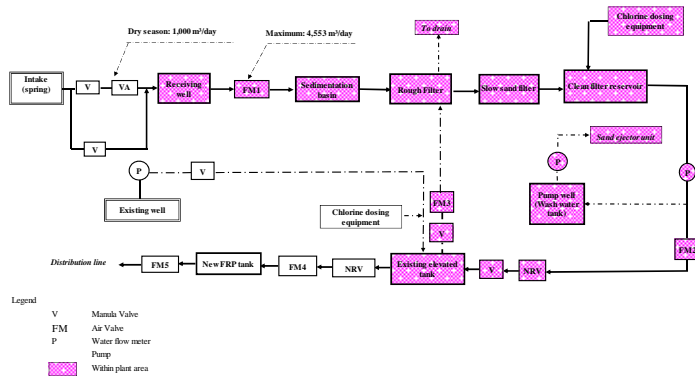 Dry season: 1,000 m³/day
Maximum: 4,553 m³/day
To drain
Chlorine dosing
equipment
Intake
(spring)
V
VA
Receiving
well
FM1
Sedimentation
basin
Rough Filter
Slow sand filter
Clean filter reservoir
V
Sand ejector unit
P
V
P
P
Existing well
FM3
Pump well
(Wash water
tank)
Chlorine dosing
equipment
V
FM2
Distribution line
FM5
New FRP tank
FM4
NRV
Existing elevated
tank
V
NRV
Legend
V Manula Valve
FM Air Valve
P Water flow meter
Pump
Within plant area